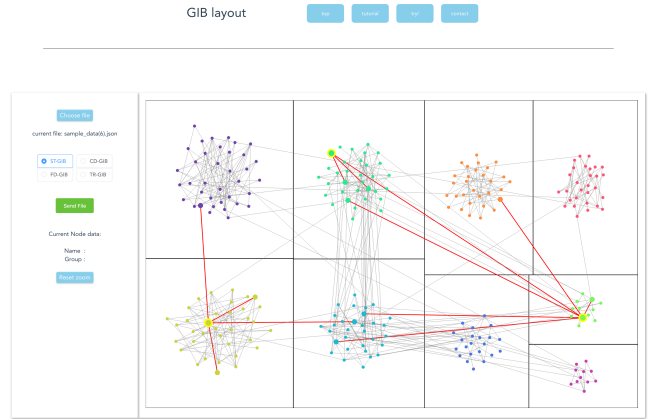 GIB layout
top
tutorial
contact
Choose file
current file: sample_data(6).json
ST-GIB
CD-GIB
FD-GIB
TR-GIB
Send File
Current Node data:
Name :
Group :
Reset zoom